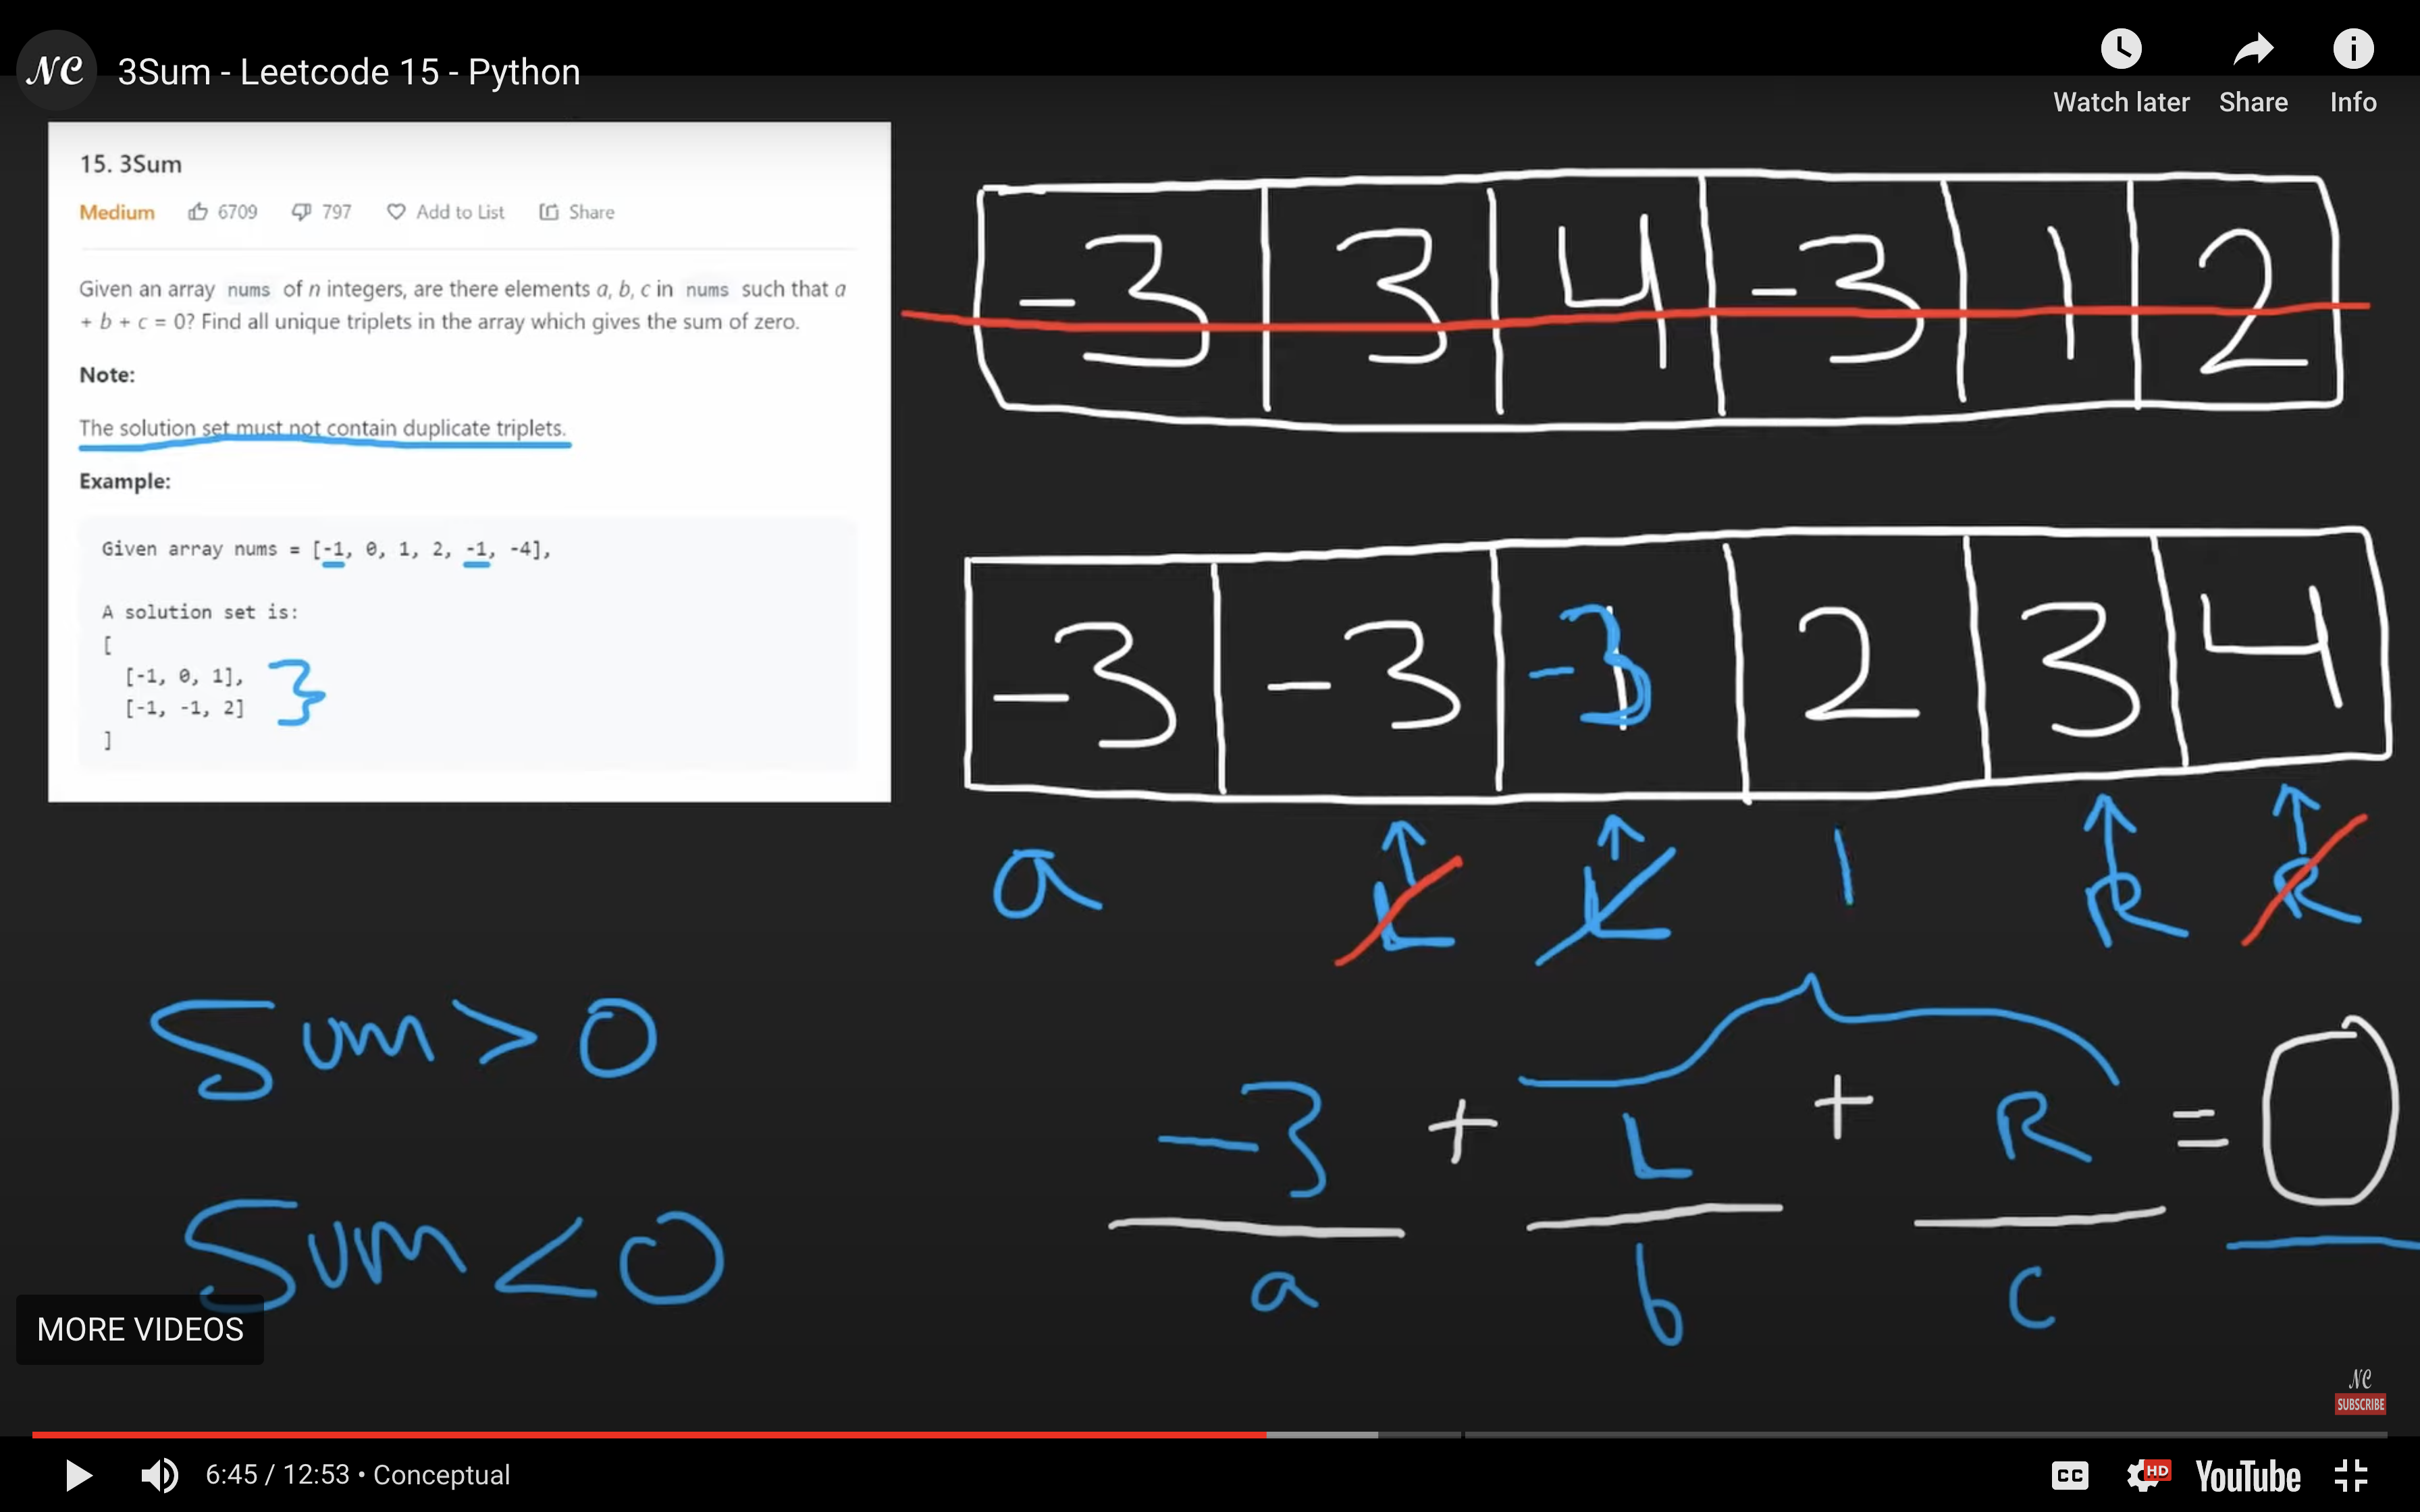 NC 3Sum - Leetcode 15 - Python
Watch later Share Info
15. 3Sum
Medium 6709 797 Add to List Share
Given an array nums of n integers, are there elements a, b, c in nums such that a
+ b + c = 0? Find all unique triplets in the array which gives the sum of zero.
Note:
The solution set must not contain duplicate triplets.
Example:
Given array nums = [-1, 0, 1, 2, -1, -4],
A solution set is:
[
[-1, 0, 1],
[-1, -1, 2]
]
-3 3 4 -3 1 2
-3 -3 -3 2 3 4
a L L R R
Sum > 0
-3 + L + R = 0
a b c
Sum < 0
MORE VIDEOS
NC
SUBSCRIBE
6:45 / 12:53 • Conceptual
CC HD YouTube